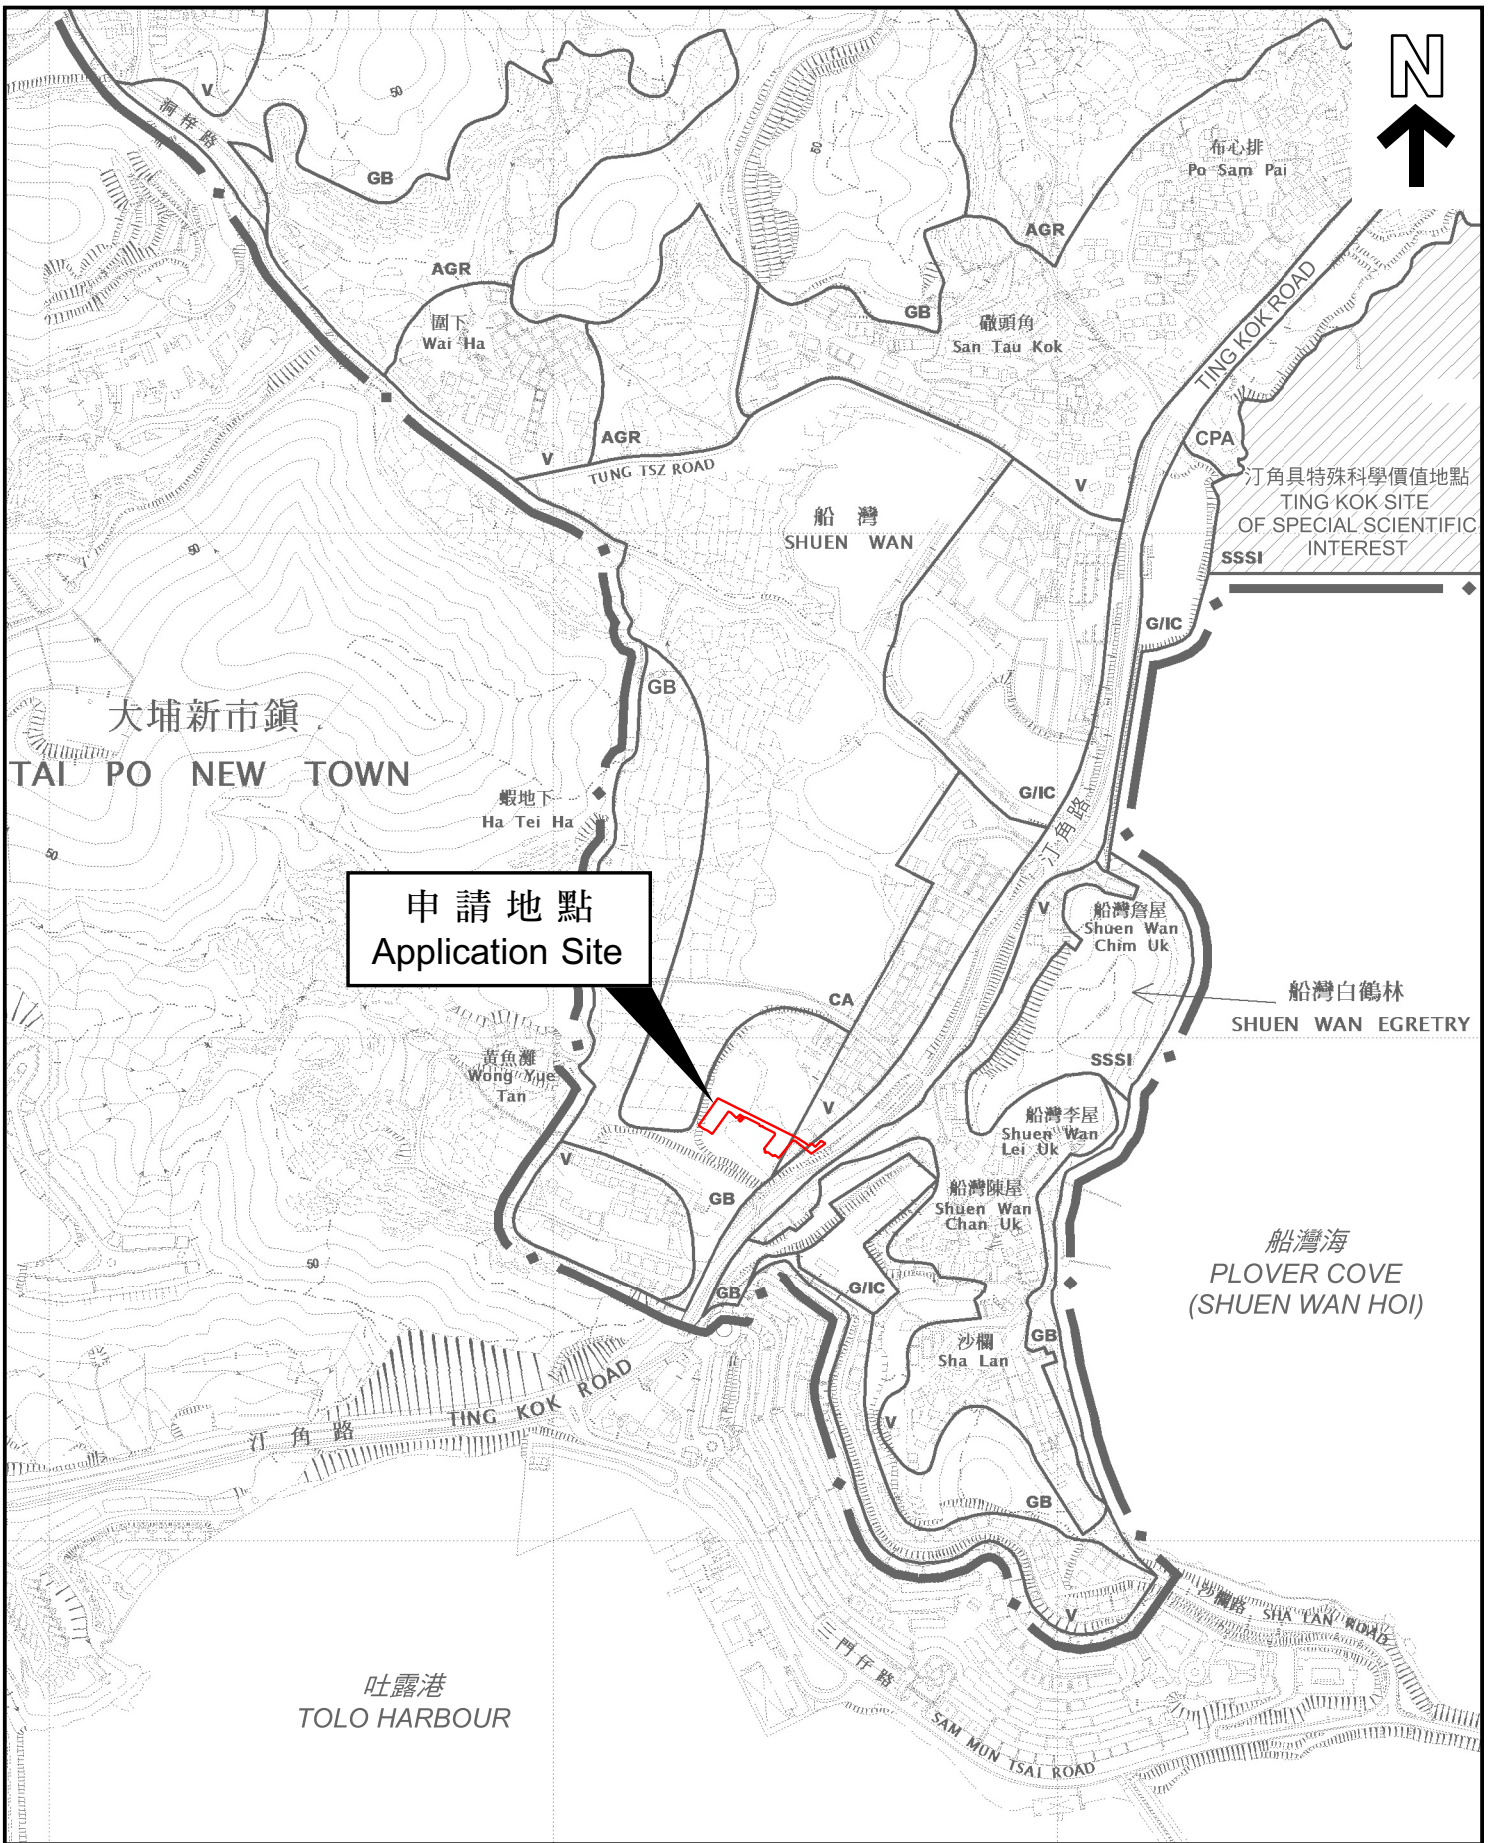 N
V
洞梓路
50
GB
50
布心排
Po Sam Pai
AGR
AGR
圍下
Wai Ha
GB
磡頭角
San Tau Kok
TING KOK ROAD
CPA
AGR
V
TUNG TSZ ROAD
V
汀角具特殊科學價值地點
TING KOK SITE
OF SPECIAL SCIENTIFIC
INTEREST
SSSI
船 灣
SHUEN WAN
50
G/IC
GB
大埔新市鎮
TAI PO NEW TOWN
蝦地下
Ha Tei Ha
G/IC
汀角路
50
申請地點
Application Site
V
船灣詹屋
Shuen Wan
Chim Uk
CA
船灣白鶴林
SHUEN WAN EGRETRY
黃魚灘
Wong Yue
Tan
SSSI
V
船灣李屋
Shuen Wan
Lei Uk
V
GB
船灣陳屋
Shuen Wan
Chan Uk
50
GB
G/IC
船灣海
PLOVER COVE
(SHUEN WAN HOI)
沙欄
Sha Lan
GB
汀角路
TING KOK ROAD
V
GB
V
沙欄路 SHA LAN ROAD
三門仔路
SAM MUN TSAI ROAD
吐露港
TOLO HARBOUR